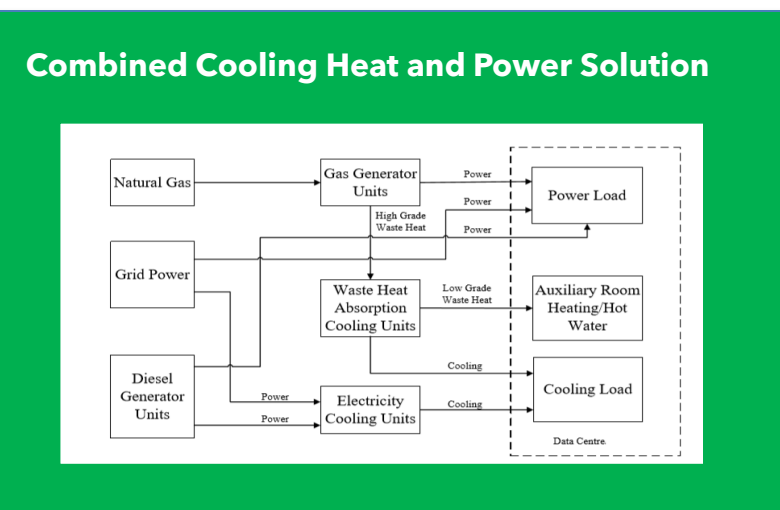 Combined Cooling Heat and Power Solution
Natural Gas
Gas Generator
Units
Power
Power Load
Power
High Grade
Waste Heat
Power
Grid Power
Waste Heat
Absorption
Cooling Units
Low Grade
Waste Heat
Auxiliary Room
Heating/Hot
Water
Diesel
Generator
Units
Cooling
Cooling Load
Power
Power
Electricity
Cooling Units
Cooling
Data Centre